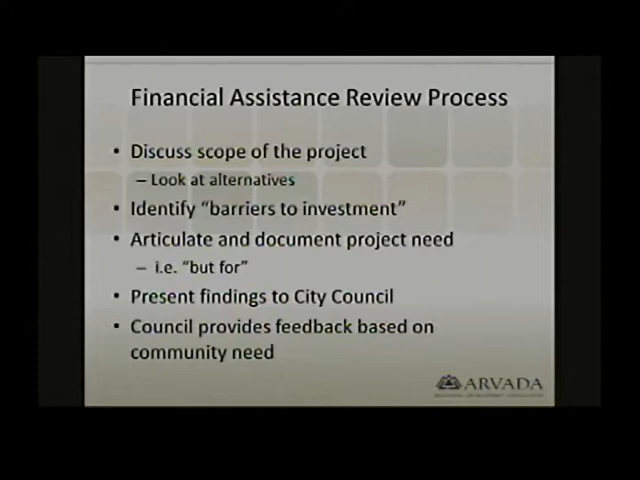 Financial Assistance Review Process
• Discuss scope of the project
– Look at alternatives
• Identify “barriers to investment”
• Articulate and document project need
– i.e. “but for”
• Present findings to City Council
• Council provides feedback based on
community need
ARVADA